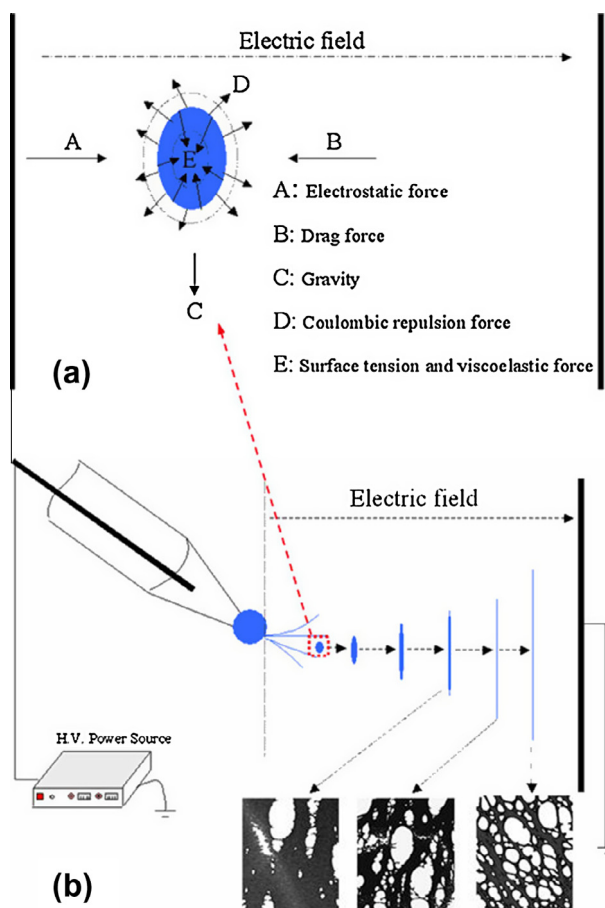 Electric field
D
A
E
B
A: Electrostatic force
B: Drag force
C: Gravity
C
D: Coulombic repulsion force
E: Surface tension and viscoelastic force
(a)
Electric field
H.V. Power Source
(b)